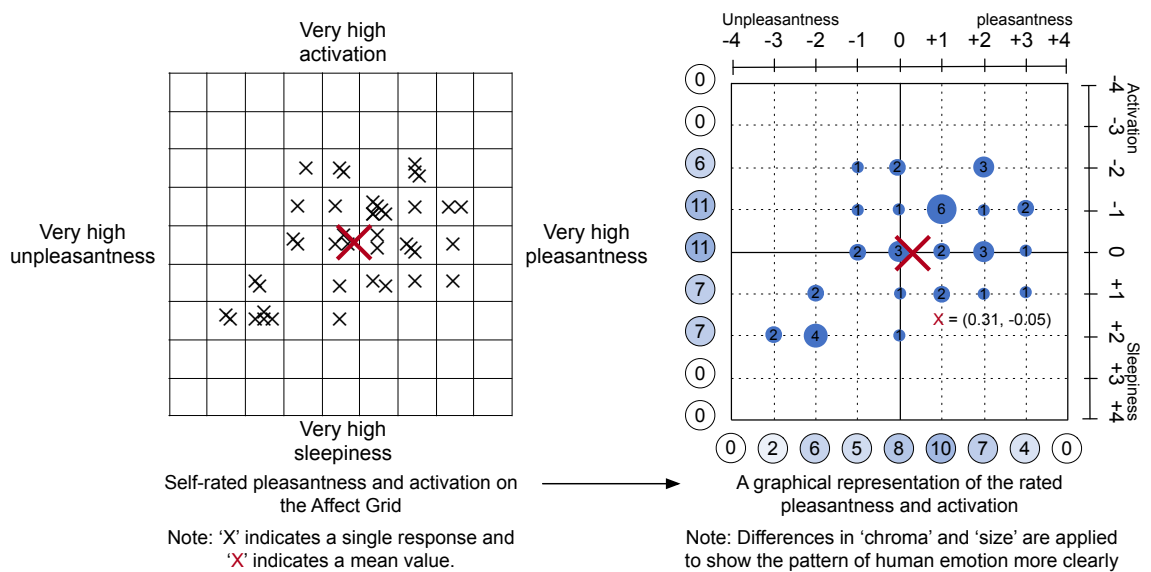 Very high
activation
Very high
unpleasantness
Very high
pleasantness
Very high
sleepiness
Self-rated pleasantness and activation on
the Affect Grid
Note: ‘X’ indicates a single response and
‘X’ indicates a mean value.
Unpleasantness pleasantness
-4 -3 -2 -1 0 +1 +2 +3 +4
Activation
-4
-3
-2
-1
0
+1
+2
+3
+4
Sleepiness
0
0
6
11
11
7
7
0
0
1 2 3
1 1 6 1 2
2 3 2 3 1
2 1 2 1 1
X = (0.31, -0.05)
2 4 1
0 2 6 5 8 10 7 4 0
A graphical representation of the rated
pleasantness and activation
Note: Differences in ‘chroma’ and ‘size’ are applied
to show the pattern of human emotion more clearly